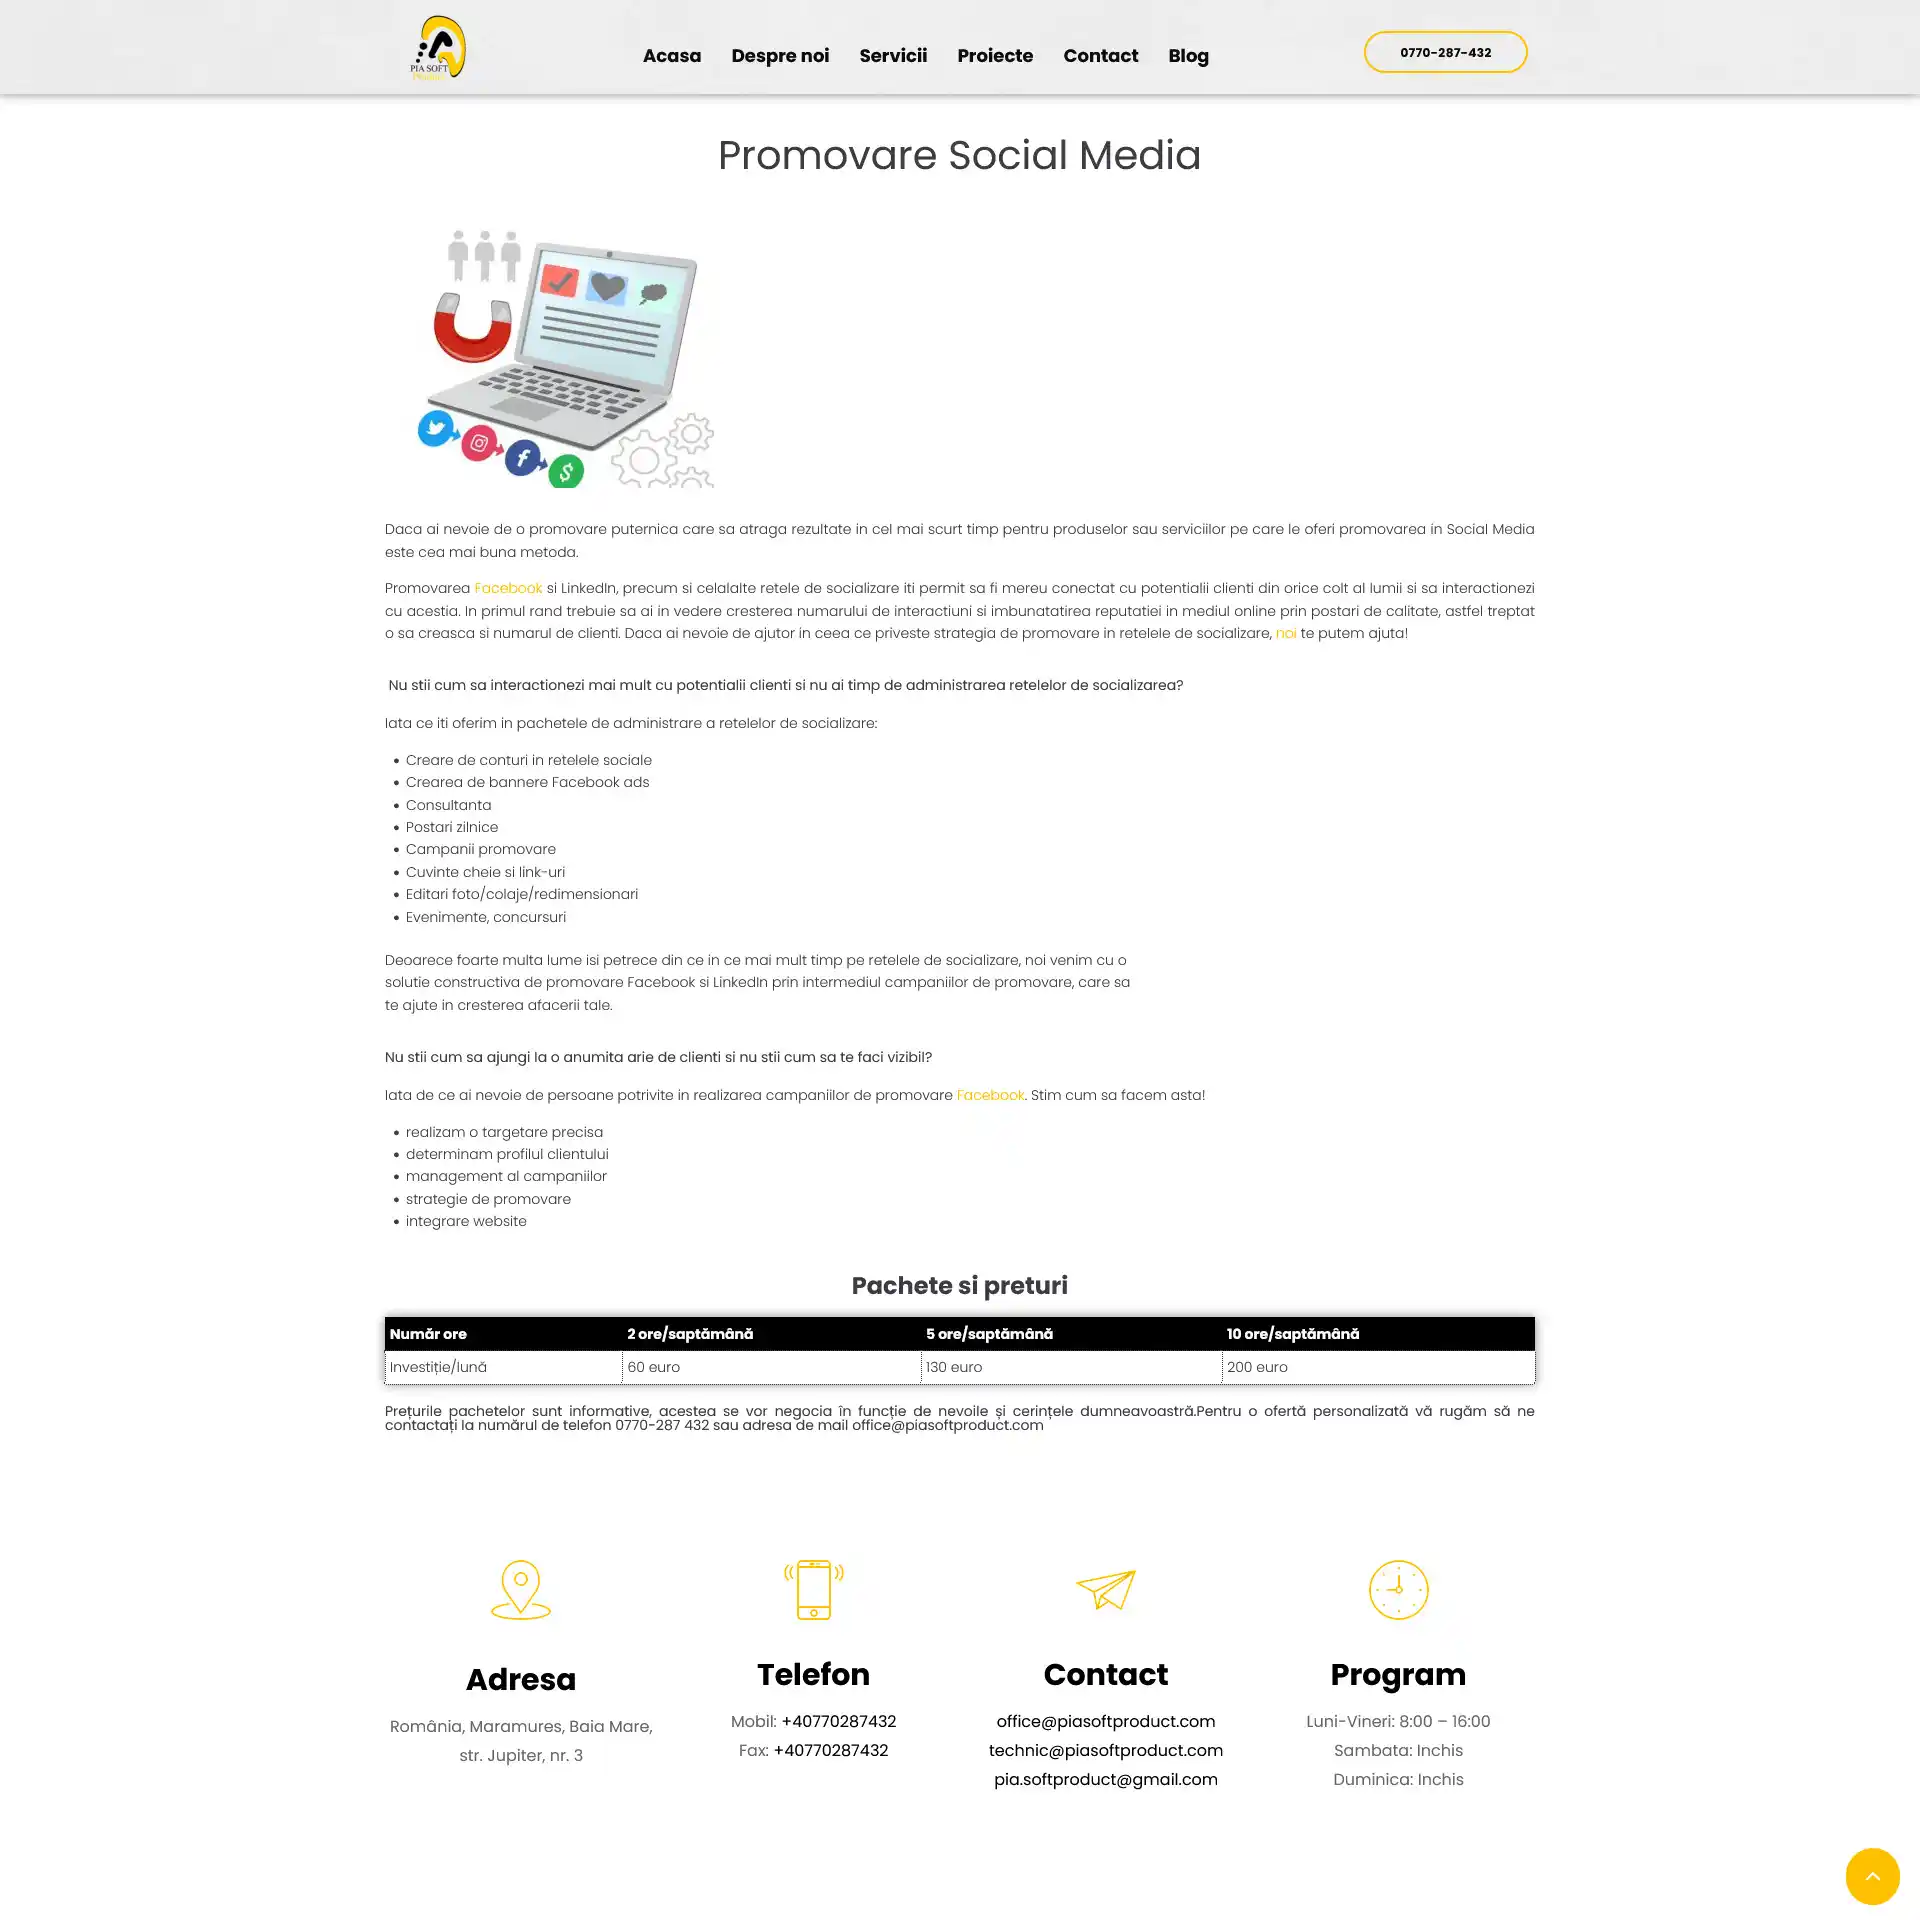 PIA SOFT
Acasa
Despre noi
Servicii
Proiecte
Contact
Blog
0770-287-432
Promovare Social Media
Daca ai nevoie de o promovare puternica care sa atraga rezultate in cel mai scurt timp pentru produselor sau serviciilor pe care le oferi promovarea in Social Media
este cea mai buna metoda.
Promovarea Facebook si LinkedIn, precum si celalalte retele de socializare iti permit sa fi mereu conectat cu potentialii clienti din orice colt al lumii si sa interactionezi
cu acestia. In primul rand trebuie sa ai in vedere cresterea numarului de interactiuni si imbunatatirea reputatiei in mediul online prin postari de calitate, astfel treptat
o sa creasca si numarul de clienti. Daca ai nevoie de ajutor in ceea ce priveste strategia de promovare in retelele de socializare, noi te putem ajuta!
Nu stii cum sa interactionezi mai mult cu potentialii clienti si nu ai timp de administrarea retelelor de socializarea?
Iata ce iti oferim in pachetele de administrare a retelelor de socializare:
• Creare de conturi in retelele sociale
• Crearea de bannere Facebook ads
• Consultanta
• Postari zilnice
• Campanii promovare
• Cuvinte cheie si link-uri
• Editari foto/colaje/redimensionari
• Evenimente, concursuri
Deoarece foarte multa lume isi petrece din ce in ce mai mult timp pe retelele de socializare, noi venim cu o
solutie constructiva de promovare Facebook si LinkedIn prin intermediul campaniilor de promovare, care sa
te ajute in cresterea afacerii tale.
Nu stii cum sa ajungi la o anumita arie de clienti si nu stii cum sa te faci vizibil?
Iata de ce ai nevoie de persoane potrivite in realizarea campaniilor de promovare Facebook. Stim cum sa facem asta!
• realizam o targetare precisa
• determinam profilul clientului
• management al campaniilor
• strategie de promovare
• integrare website
Pachete si preturi
Număr ore 2 ore/saptămână 5 ore/saptămână 10 ore/saptămână
Investiție/lună 60 euro 130 euro 200 euro
Prețurile pachetelor sunt informative, acestea se vor negocia în funcție de nevoile și cerințele dumneavoastră.Pentru o ofertă personalizată vă rugăm să ne
contactați la numărul de telefon 0770-287 432 sau adresa de mail office@piasoftproduct.com
Adresa
România, Maramures, Baia Mare,
str. Jupiter, nr. 3
Telefon
Mobil: +40770287432
Fax: +40770287432
Contact
office@piasoftproduct.com
technic@piasoftproduct.com
pia.softproduct@gmail.com
Program
Luni-Vineri: 8:00 – 16:00
Sambata: Inchis
Duminica: Inchis